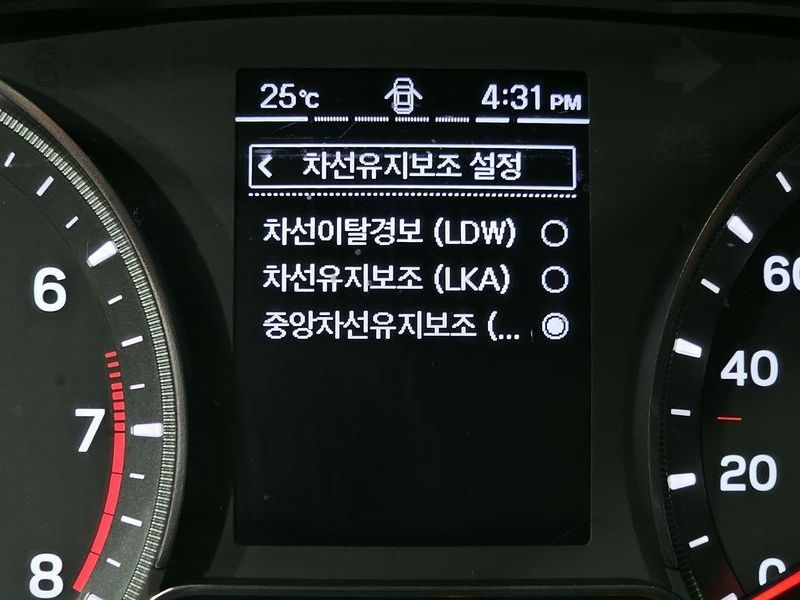 25℃ 4:31 PM
< 차선유지보조 설정
차선이탈경보 (LDW)
차선유지보조 (LKA)
중앙차선유지보조 (...
6
7
8
60
40
20
0